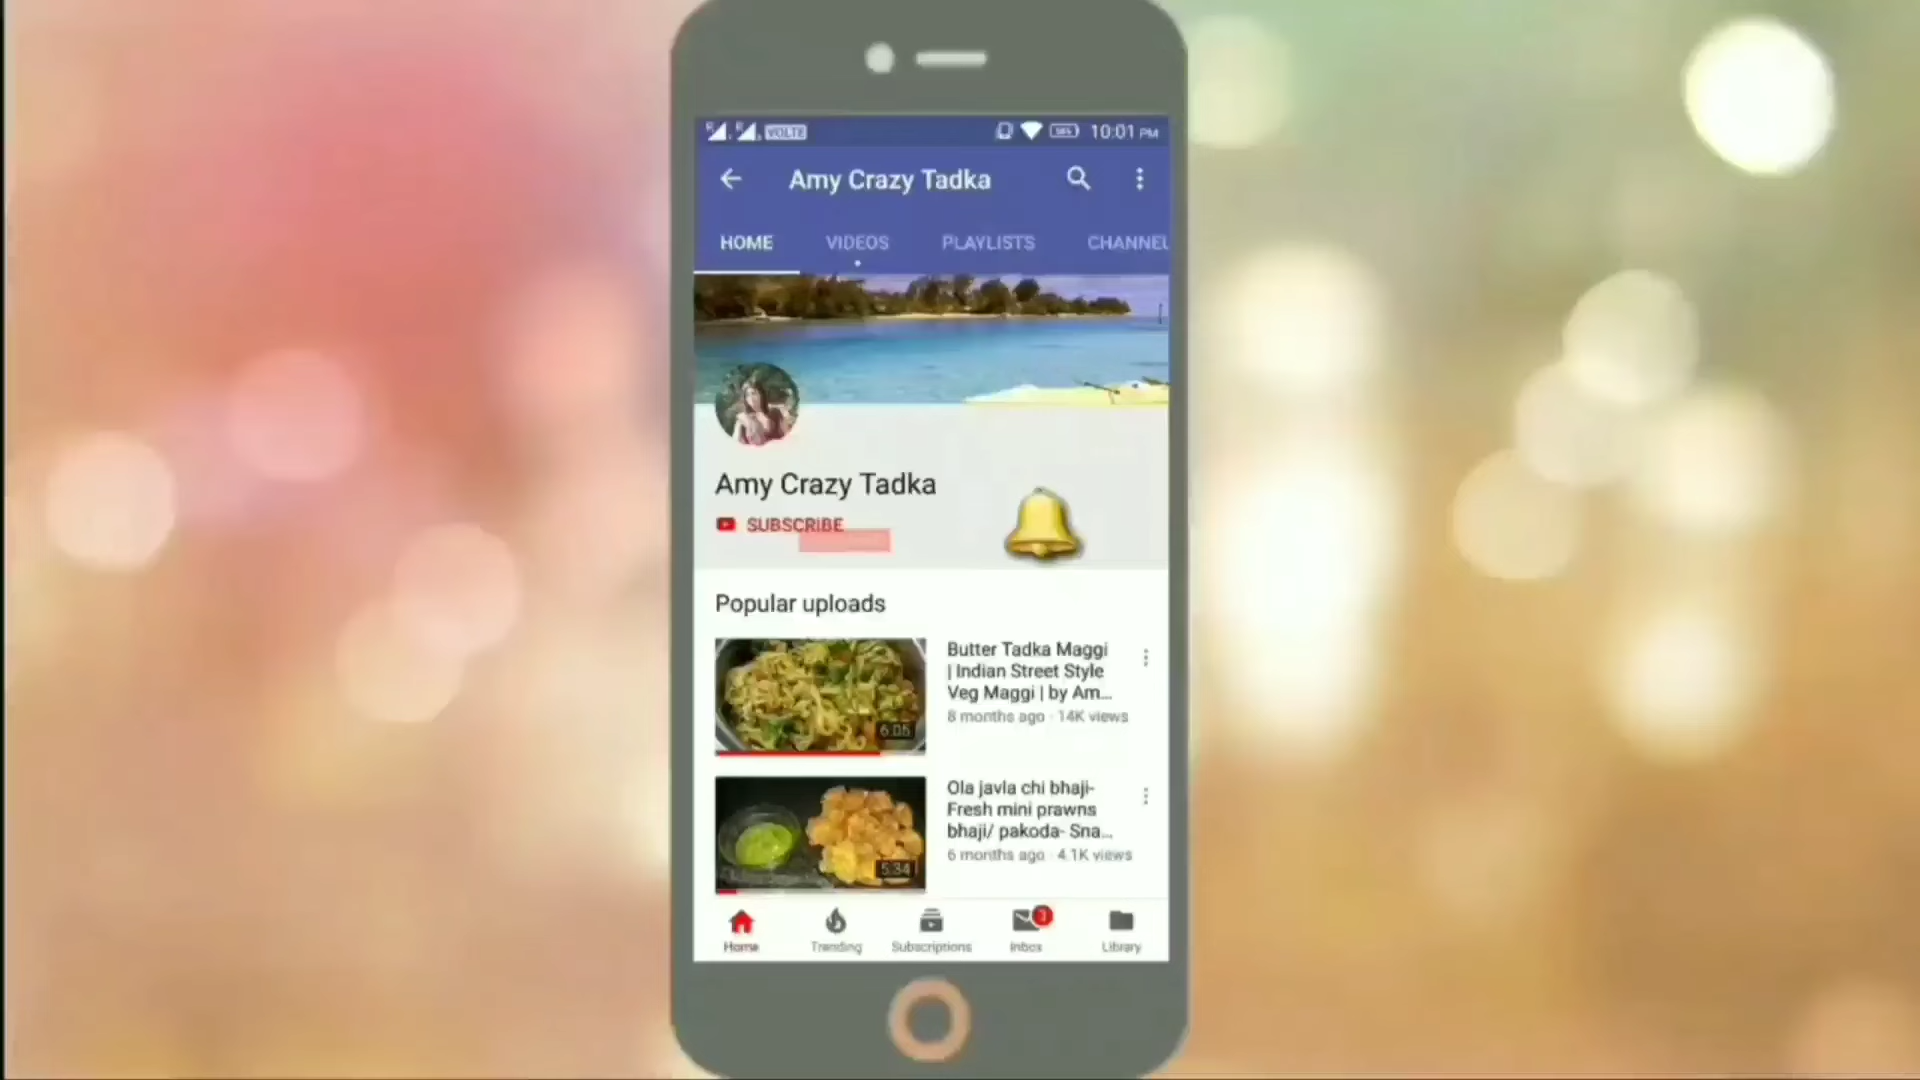 VOLTE
10:01 PM
Amy Crazy Tadka
HOME VIDEOS PLAYLISTS CHANNEL
Amy Crazy Tadka
SUBSCRIBE
Popular uploads
Butter Tadka Maggi
| Indian Street Style
Veg Maggi | by Am...
8 months ago · 14K views
6:05
Ola javla chi bhaji-
Fresh mini prawns
bhaji/ pakoda- Sna...
6 months ago · 4.1K views
5:34
Home Trending Subscriptions Inbox Library